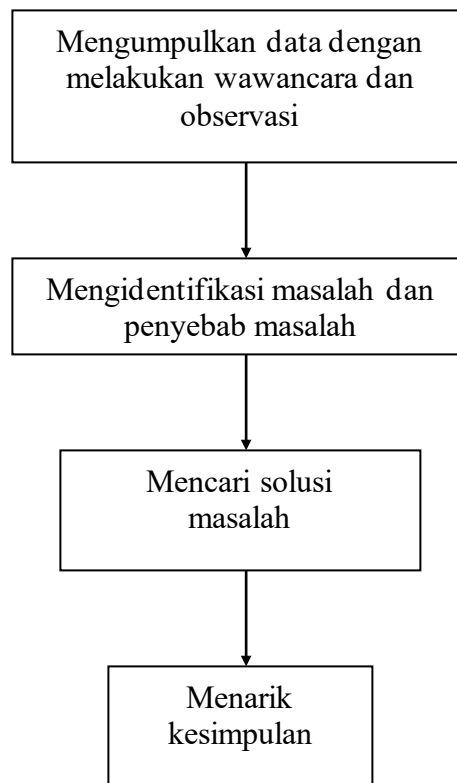 Mengumpulkan data dengan
melakukan wawancara dan
observasi
Mengidentifikasi masalah dan
penyebab masalah
Mencari solusi
masalah
Menarik
kesimpulan